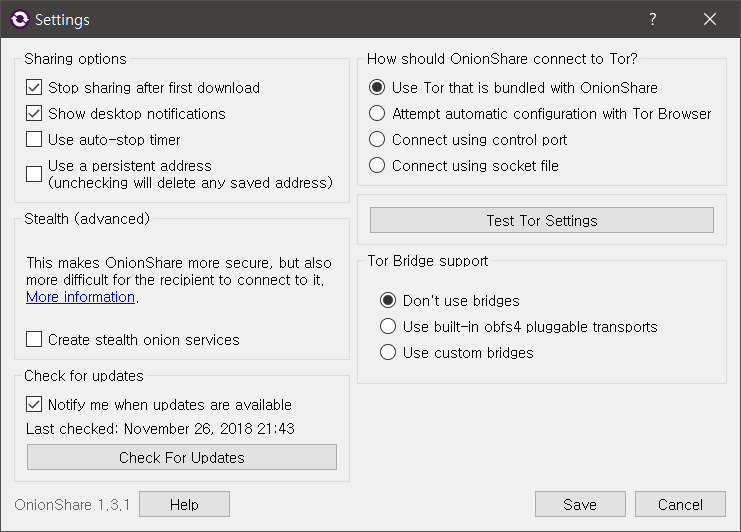 Settings
?
Sharing options
Stop sharing after first download
Show desktop notifications
Use auto-stop timer
Use a persistent address
(unchecking will delete any saved address)
Stealth (advanced)
This makes OnionShare more secure, but also
more difficult for the recipient to connect to it.
More information.
Create stealth onion services
Check for updates
Notify me when updates are available
Last checked: November 26, 2018 21:43
Check For Updates
How should OnionShare connect to Tor?
Use Tor that is bundled with OnionShare
Attempt automatic configuration with Tor Browser
Connect using control port
Connect using socket file
Test Tor Settings
Tor Bridge support
Don't use bridges
Use built-in obfs4 pluggable transports
Use custom bridges
OnionShare 1.3.1
Help
Save
Cancel